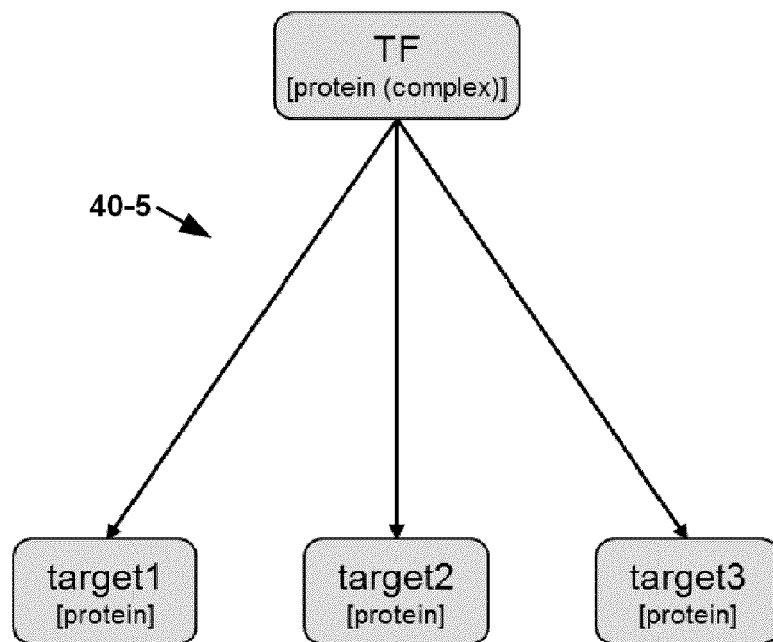 TF
[protein (complex)]
40-5
target1
[protein]
target2
[protein]
target3
[protein]